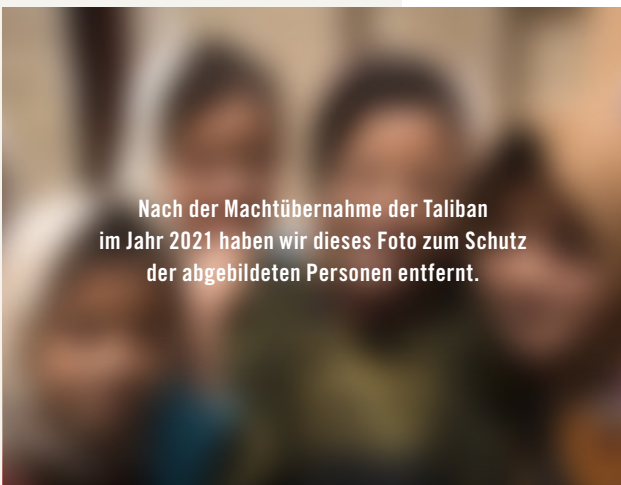 Nach der Machtübernahme der Taliban
im Jahr 2021 haben wir dieses Foto zum Schutz
der abgebildeten Personen entfernt.